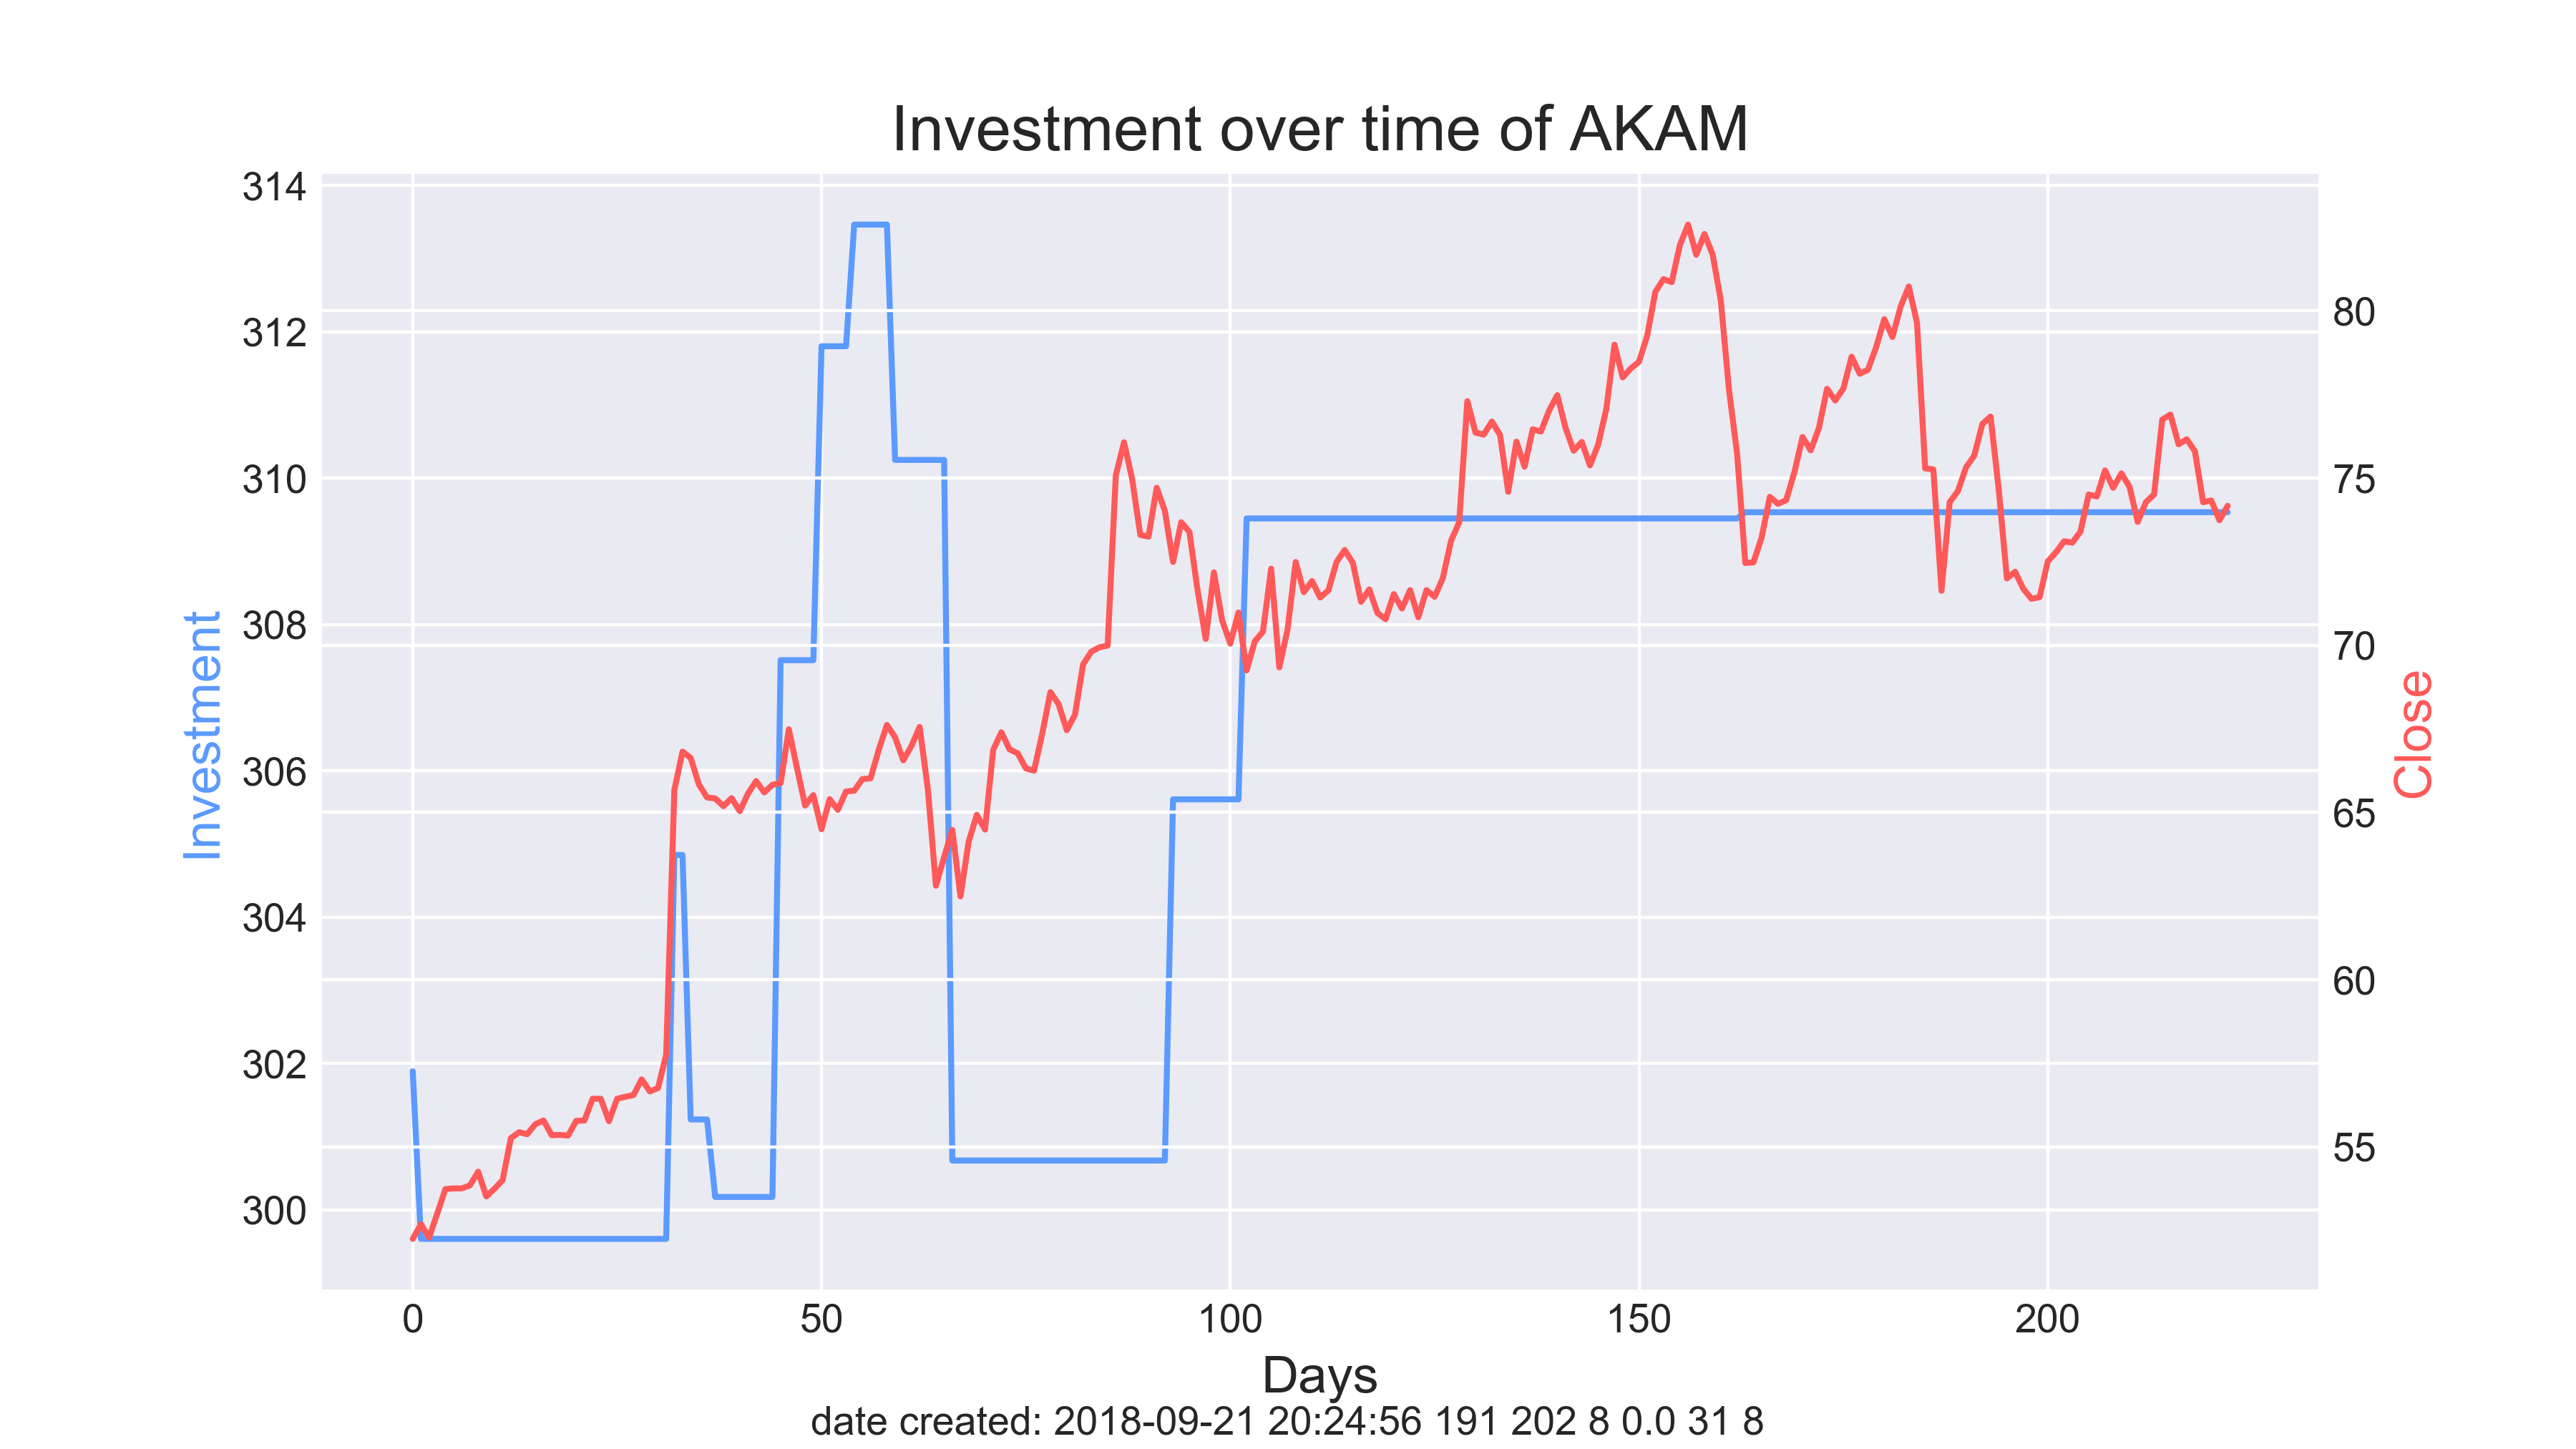 Investment over time of AKAM
314
312
310
308
306
304
302
300
Investment
80
75
70
65
60
55
Close
0 50 100 150 200
Days
date created: 2018-09-21 20:24:56 191 202 8 0.0 31 8